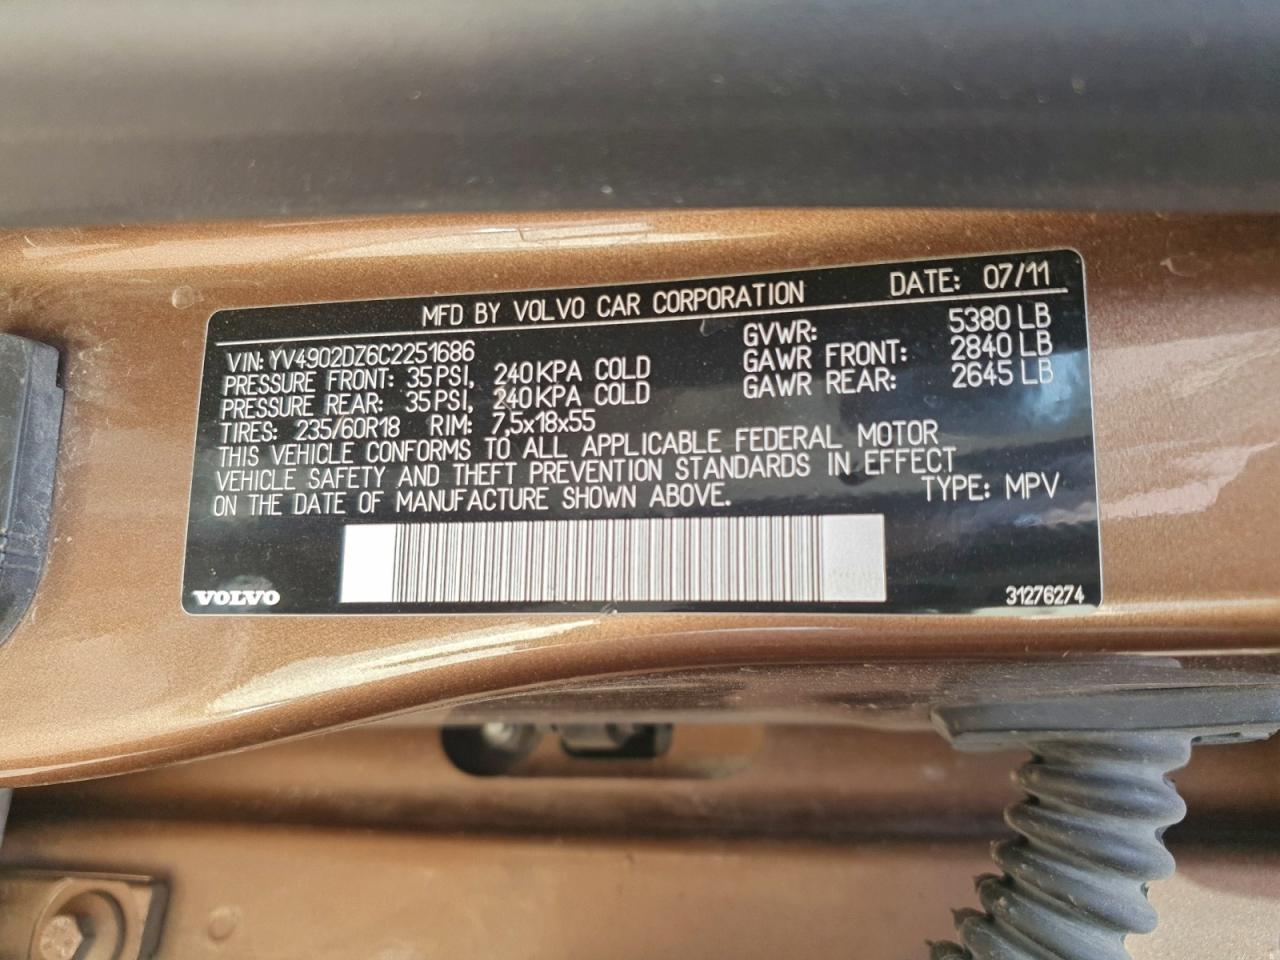 MFD BY VOLVO CAR CORPORATION DATE: 07/11
VIN: YV4902DZ6C2251686 GVWR: 5380 LB
PRESSURE FRONT: 35 PSI, 240 KPA COLD GAWR FRONT: 2840 LB
PRESSURE REAR: 35 PSI, 240 KPA COLD GAWR REAR: 2645 LB
TIRES: 235/60R18 RIM: 7,5x18x55
THIS VEHICLE CONFORMS TO ALL APPLICABLE FEDERAL MOTOR
VEHICLE SAFETY AND THEFT PREVENTION STANDARDS IN EFFECT
ON THE DATE OF MANUFACTURE SHOWN ABOVE. TYPE: MPV
VOLVO 31276274